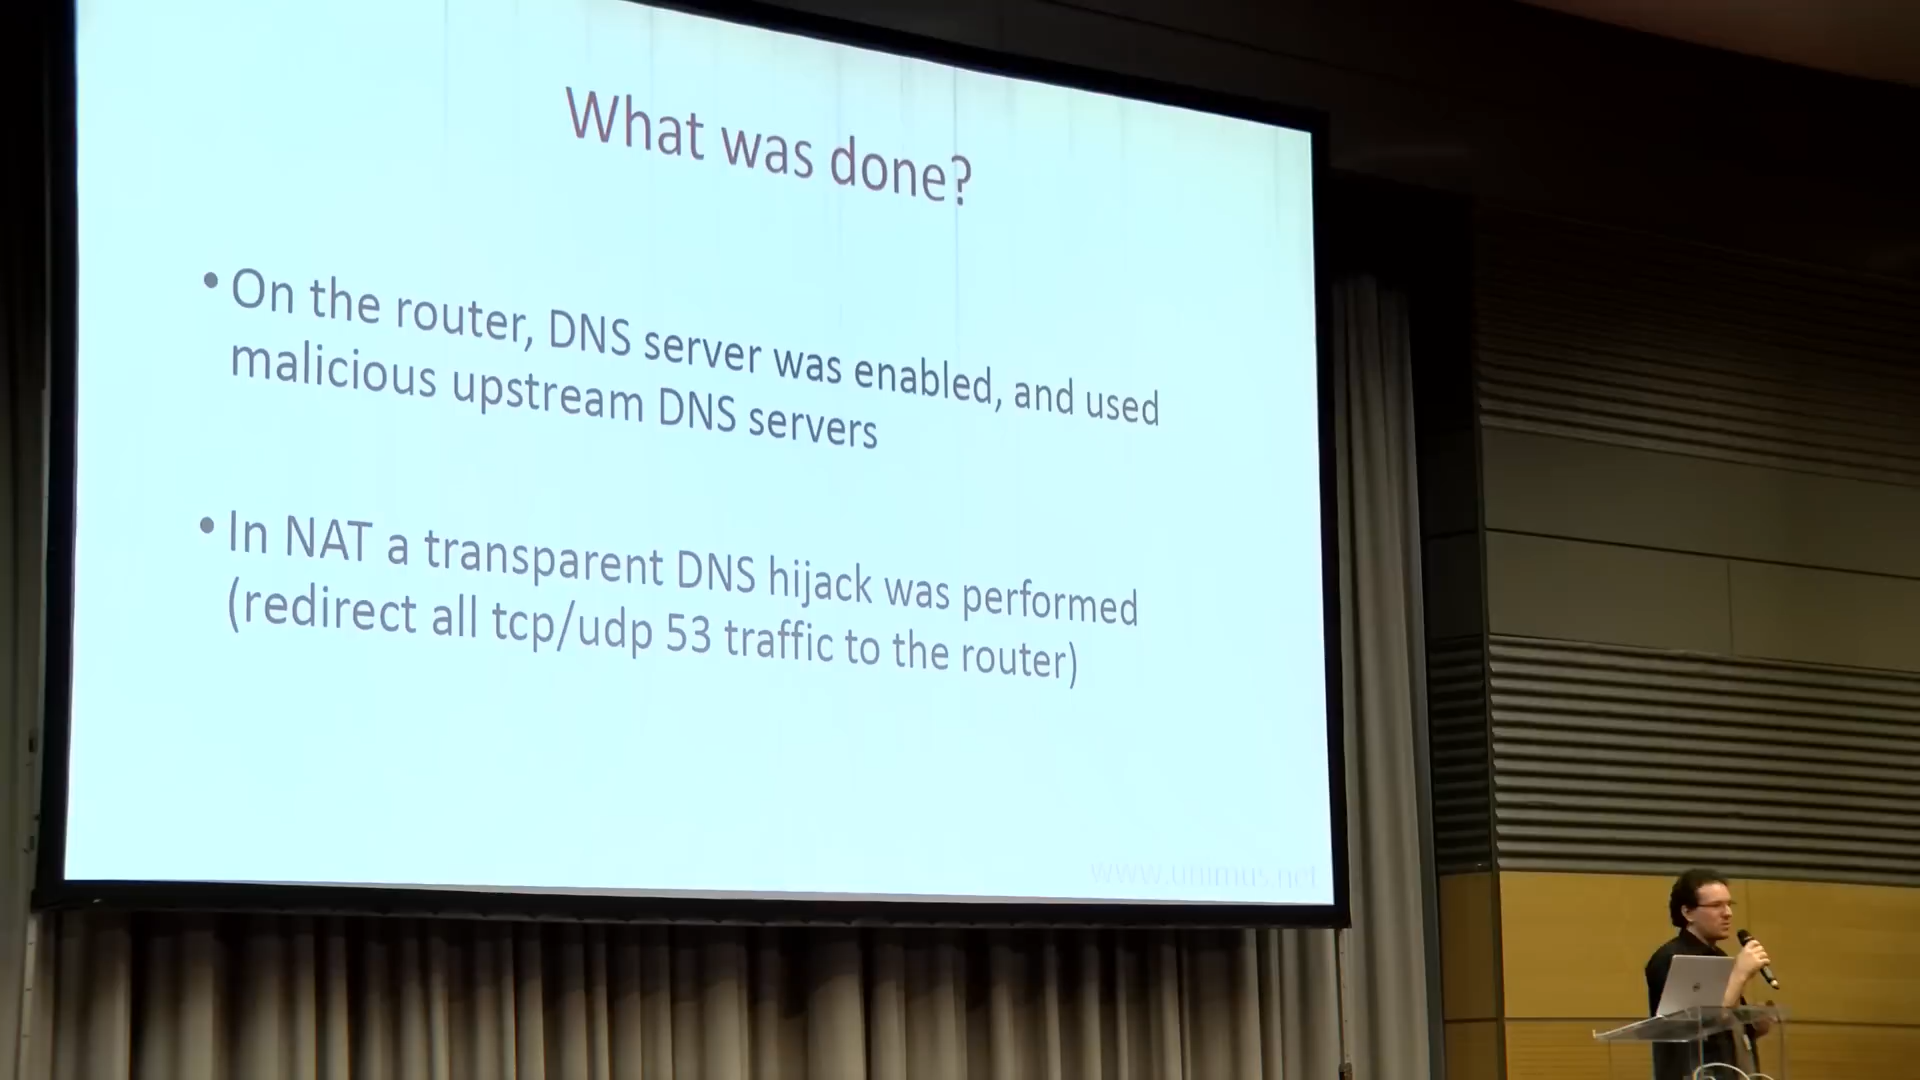 What was done?
• On the router, DNS server was enabled, and used
malicious upstream DNS servers
• In NAT a transparent DNS hijack was performed
(redirect all tcp/udp 53 traffic to the router)
www.unimus.net